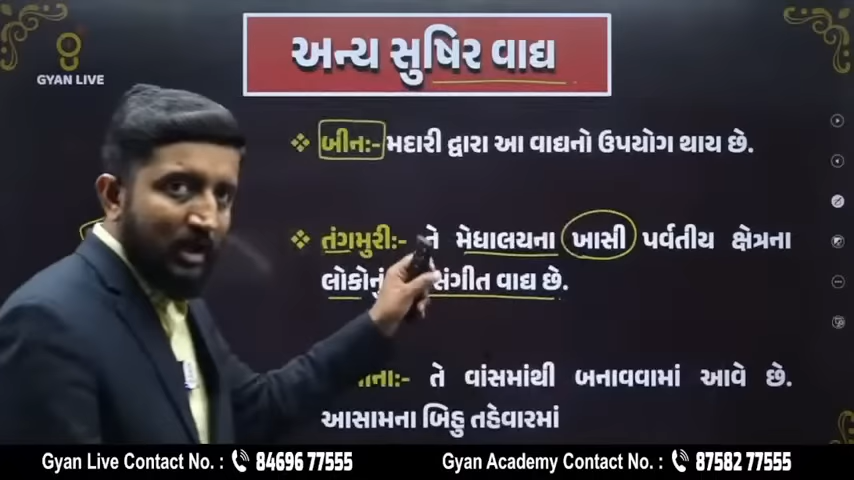 GYAN LIVE
અન્ય સુષિર વાદ્ય
બીન:- મદારી દ્વારા આ વાદ્યનો ઉપયોગ થાય છે.
તંગમુરી:- મેધાલયના ખાસી પર્વતીય ક્ષેત્રના
લોકોનું સંગીત વાદ્ય છે.
તે વાંસમાંથી બનાવવામાં આવે છે.
આસામના બિહુ તહેવારમાં
Gyan Live Contact No. : 84696 77555
Gyan Academy Contact No. : 87582 77555